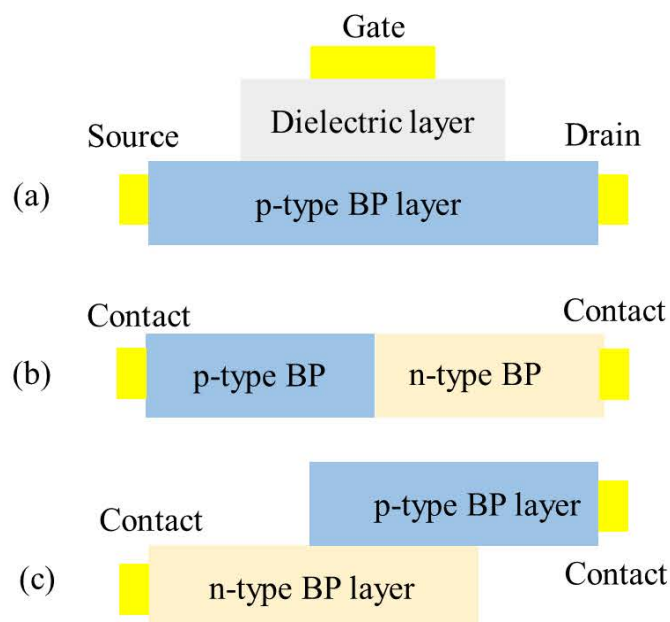 Gate
Dielectric layer
Source
Drain
(a)
p-type BP layer
Contact
Contact
(b)
p-type BP
n-type BP
p-type BP layer
Contact
Contact
(c)
n-type BP layer